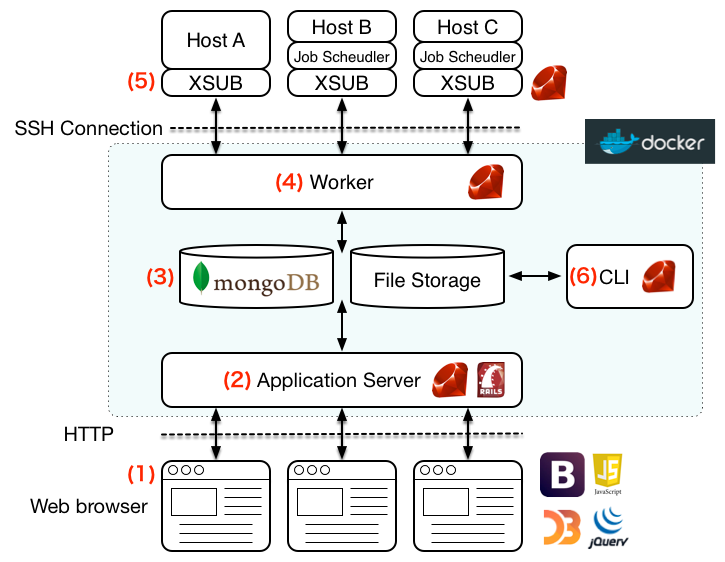 Host A
Host B
Host C
Job Scheudler
Job Scheudler
(5)
XSUB
XSUB
XSUB
SSH Connection
docker
(4) Worker
(3)
mongoDB
File Storage
(6) CLI
(2) Application Server
RAILS
HTTP
(1)
Web browser
B
JS
JavaScript
D3
jQuery